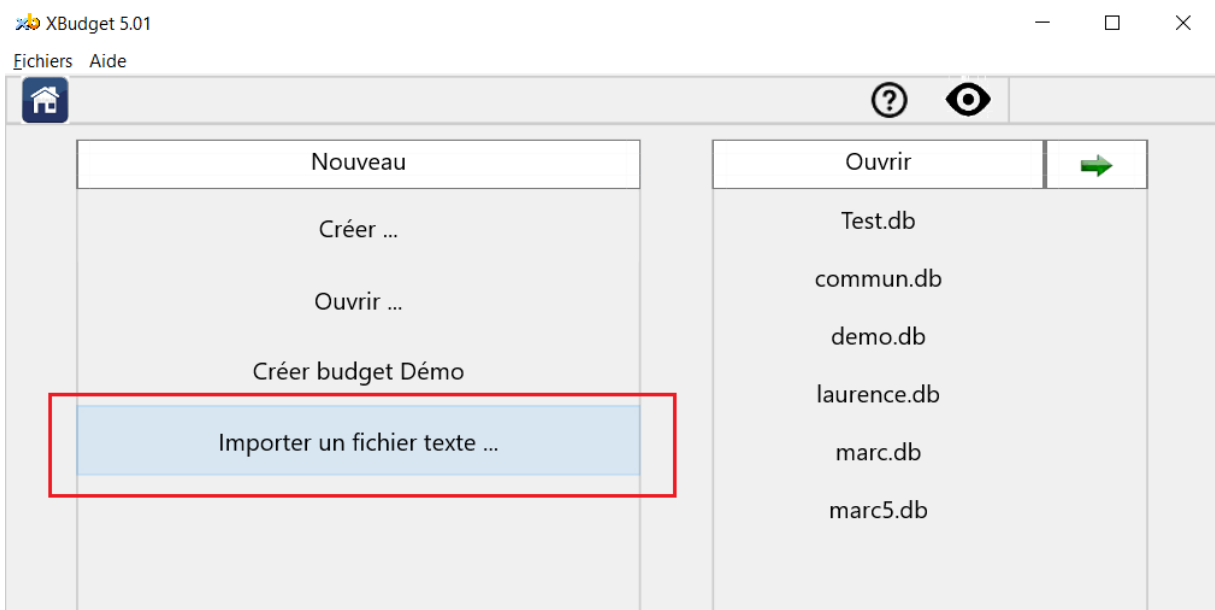 XBudget 5.01
Fichiers Aide
Nouveau
Créer ...
Ouvrir ...
Créer budget Démo
Importer un fichier texte ...
Ouvrir
Test.db
commun.db
demo.db
laurence.db
marc.db
marc5.db